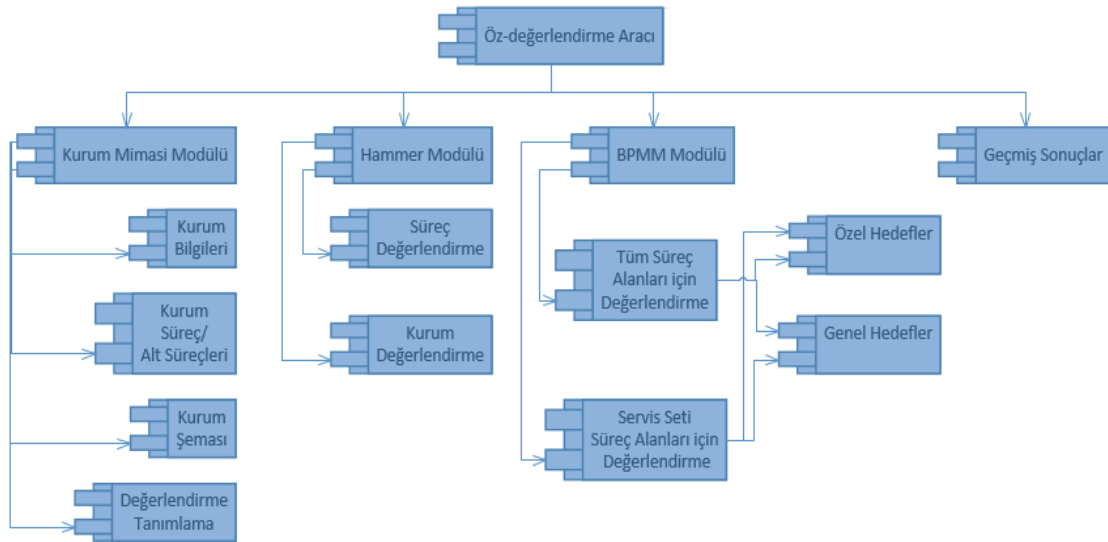 Öz-değerlendirme Aracı
Kurum Mimasi Modülü
Hammer Modülü
BPMM Modülü
Geçmiş Sonuçlar
Kurum
Bilgileri
Kurum
Süreç/
Alt Süreçleri
Kurum
Şeması
Değerlendirme
Tanımlama
Süreç
Değerlendirme
Kurum
Değerlendirme
Tüm Süreç
Alanları için
Değerlendirme
Servis Seti
Süreç Alanları için
Değerlendirme
Özel Hedefler
Genel Hedefler